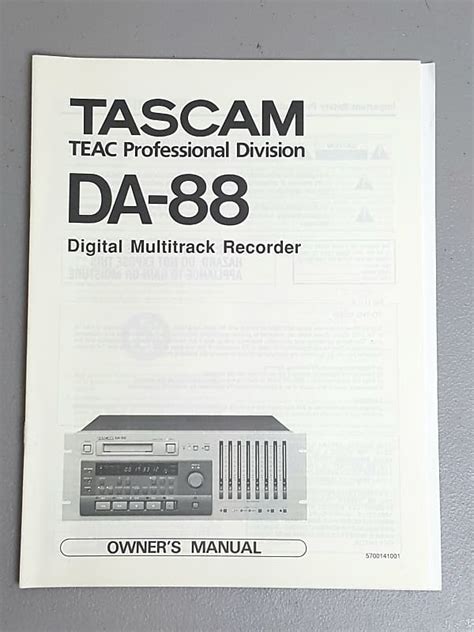 TASCAM
TEAC Professional Division
DA-88
Digital Multitrack Recorder
OWNER'S MANUAL
5700141001